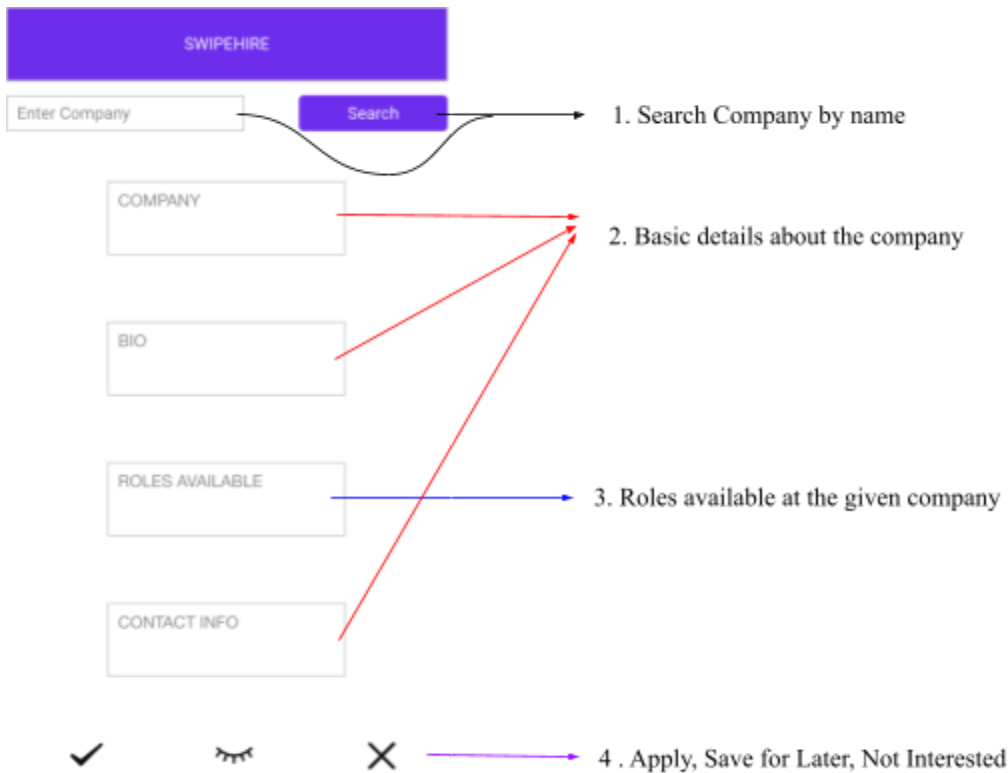 SWIPEHIRE
Enter Company
Search
1. Search Company by name
COMPANY
2. Basic details about the company
BIO
ROLES AVAILABLE
3. Roles available at the given company
CONTACT INFO
4 . Apply, Save for Later, Not Interested